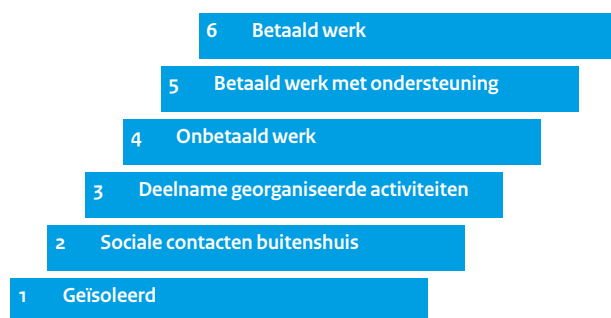 6 Betaald werk
5 Betaald werk met ondersteuning
4 Onbetaald werk
3 Deelname georganiseerde activiteiten
2 Sociale contacten buitenshuis
1 Geïsoleerd